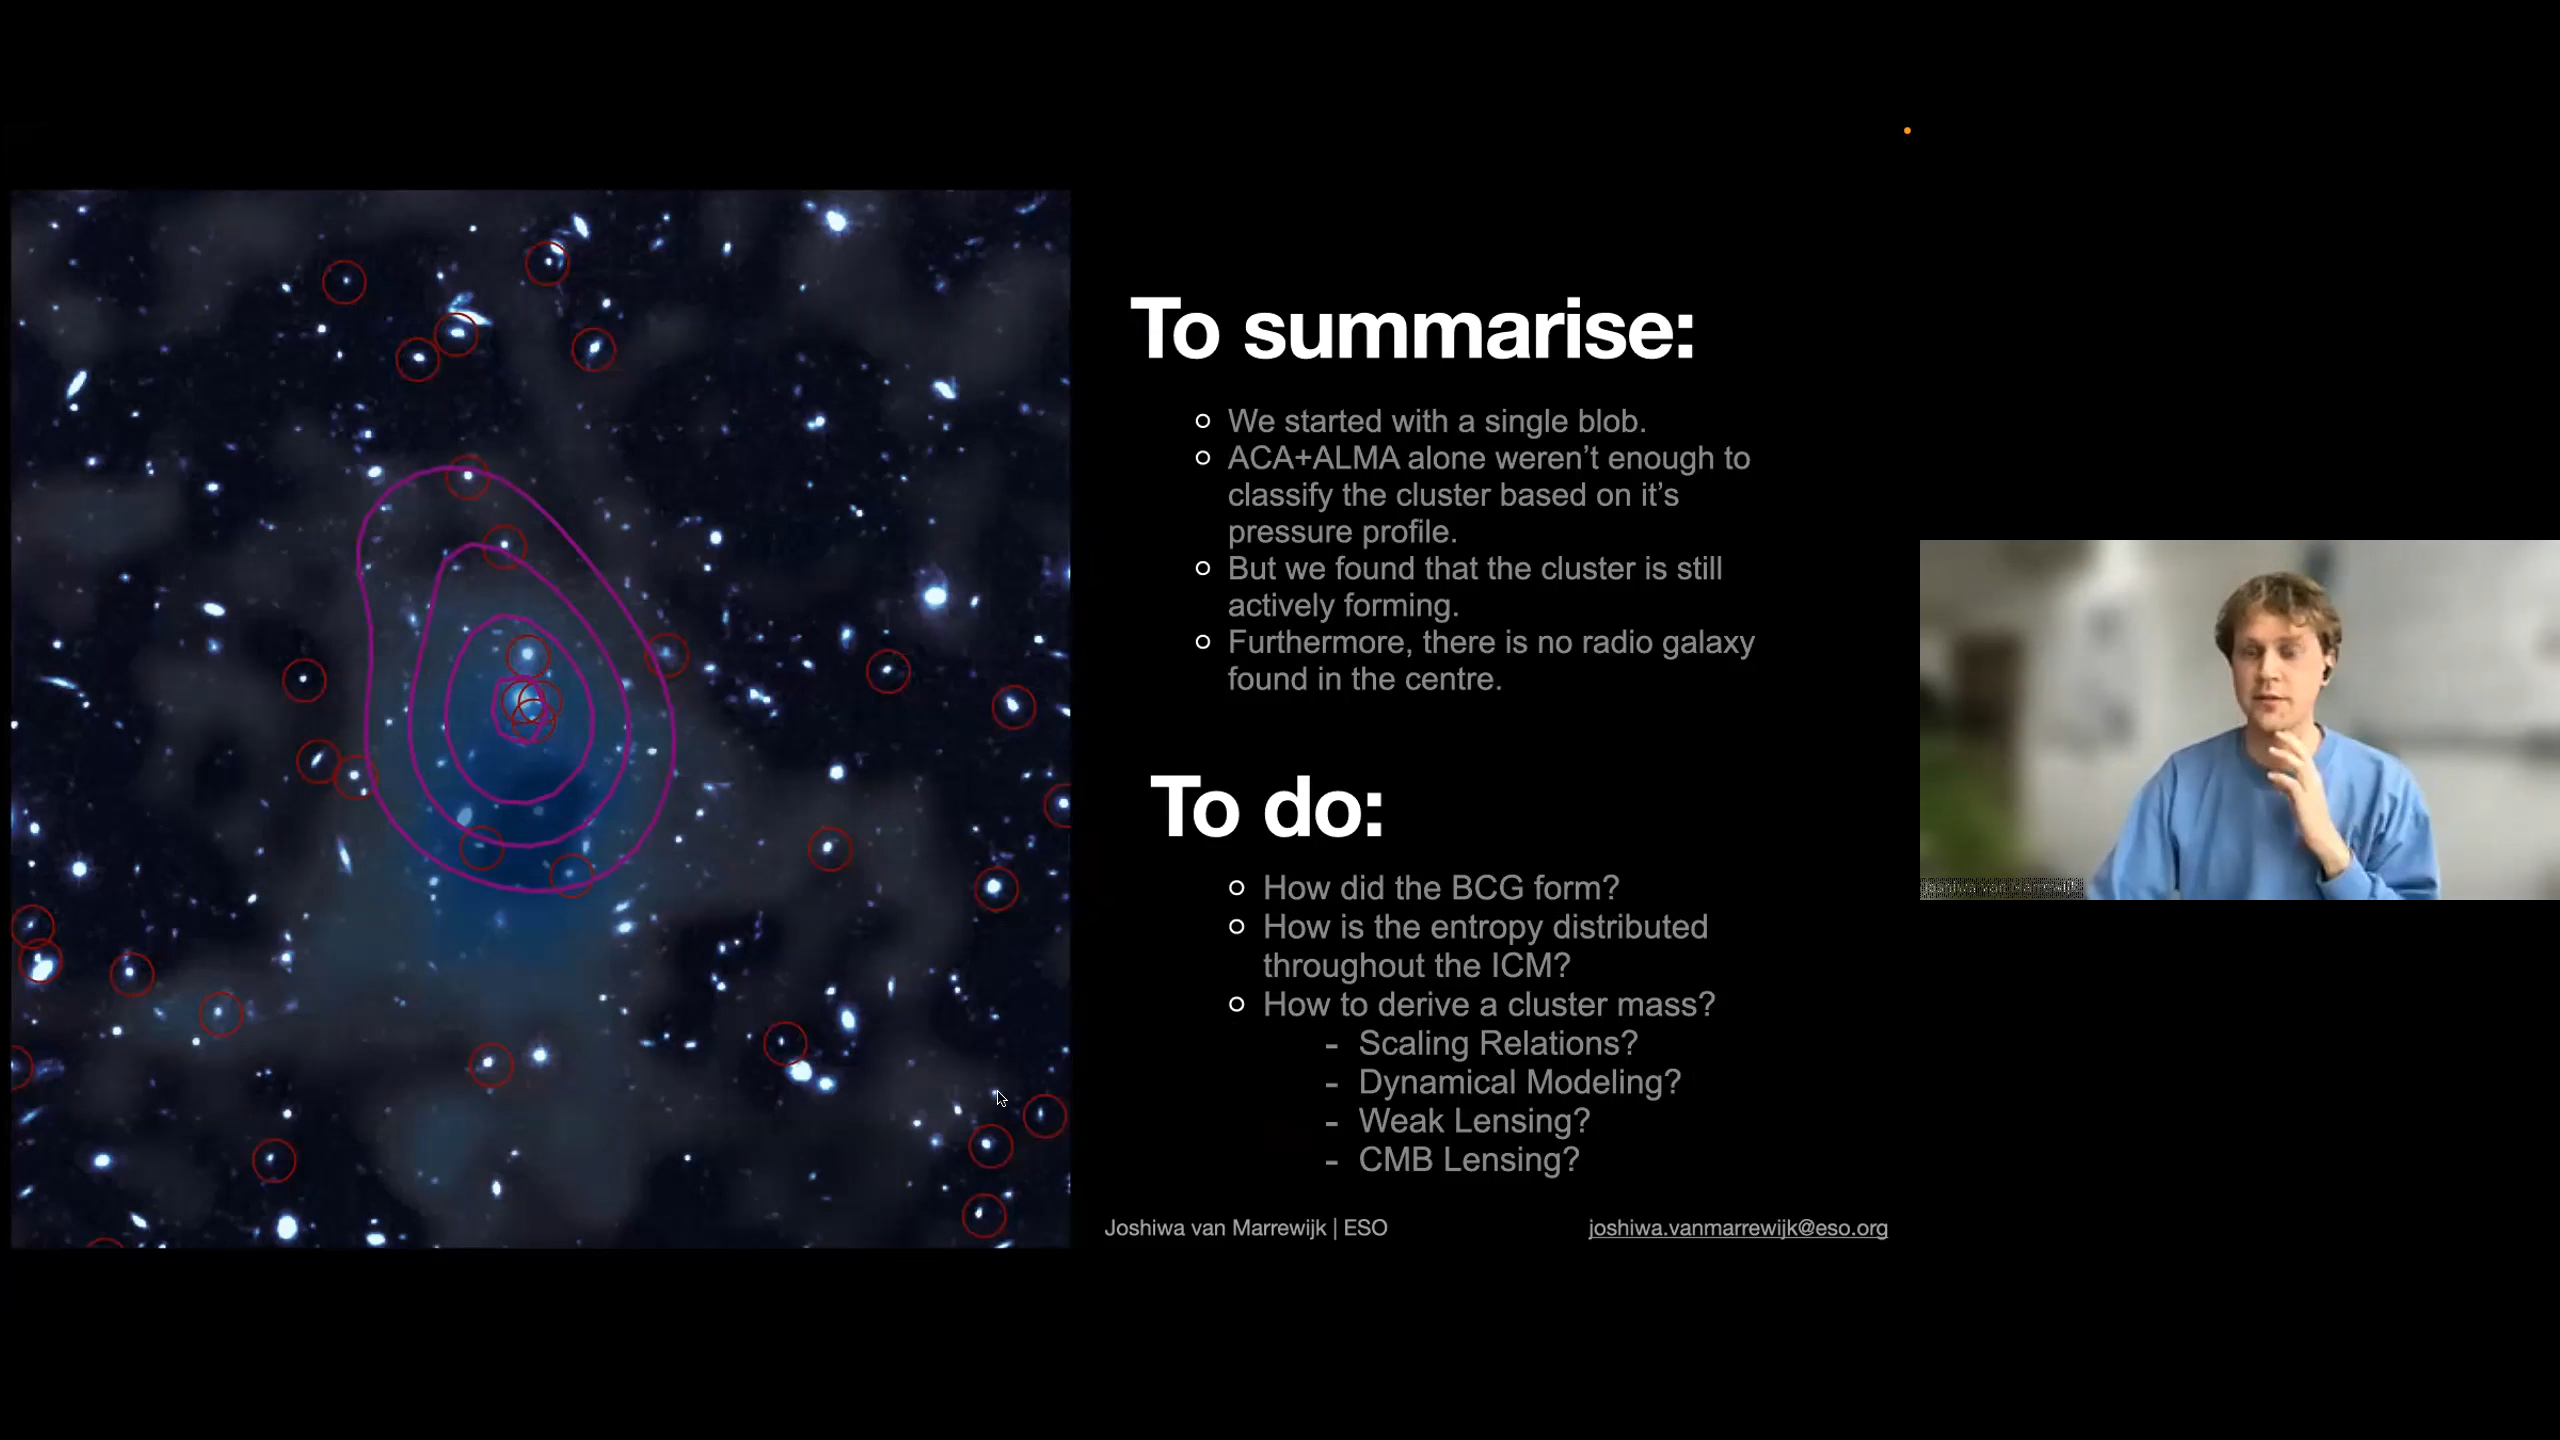 To summarise:
We started with a single blob.
ACA+ALMA alone weren’t enough to
classify the cluster based on it’s
pressure profile.
But we found that the cluster is still
actively forming.
Furthermore, there is no radio galaxy
found in the centre.
To do:
How did the BCG form?
How is the entropy distributed
throughout the ICM?
How to derive a cluster mass?
- Scaling Relations?
- Dynamical Modeling?
- Weak Lensing?
- CMB Lensing?
Joshiwa van Marrewijk | ESO
joshiwa.vanmarrewijk@eso.org
joshiwa van Marrewijk